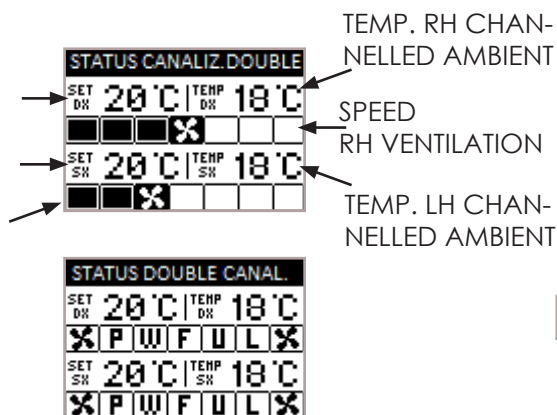 TEMP. RH CHAN-
NELLED AMBIENT
STATUS CANALIZ.DOUBLE
SET DX 20°C TEMP DX 18°C
SPEED
RH VENTILATION
SET SX 20°C TEMP SX 18°C
TEMP. LH CHAN-
NELLED AMBIENT
STATUS DOUBLE CANAL.
SET DX 20°C TEMP DX 18°C
P W F U L
SET SX 20°C TEMP SX 18°C
P W F U L